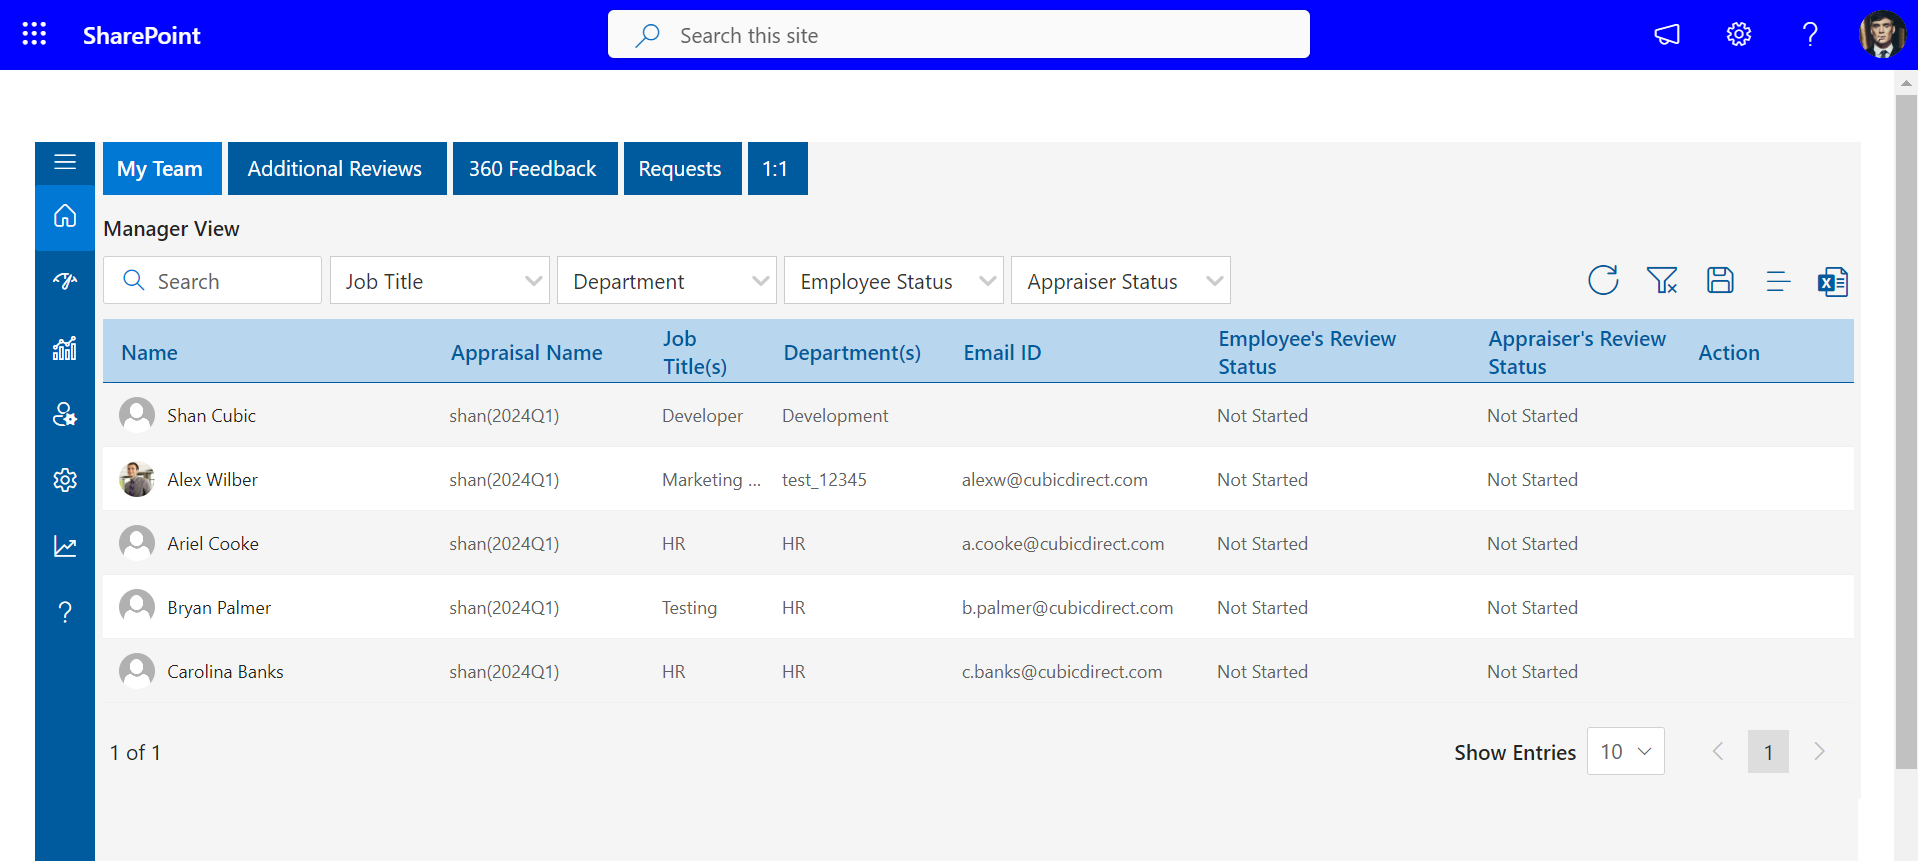 SharePoint
Search this site
My Team
Additional Reviews
360 Feedback
Requests
1:1
Manager View
Search
Job Title
Department
Employee Status
Appraiser Status
Name
Appraisal Name
Job
Title(s)
Department(s)
Email ID
Employee's Review
Status
Appraiser's Review
Status
Action
Shan Cubic
shan(2024Q1)
Developer
Development
Not Started
Not Started
Alex Wilber
shan(2024Q1)
Marketing ...
test_12345
alexw@cubicdirect.com
Not Started
Not Started
Ariel Cooke
shan(2024Q1)
HR
HR
a.cooke@cubicdirect.com
Not Started
Not Started
Bryan Palmer
shan(2024Q1)
Testing
HR
b.palmer@cubicdirect.com
Not Started
Not Started
Carolina Banks
shan(2024Q1)
HR
HR
c.banks@cubicdirect.com
Not Started
Not Started
1 of 1
Show Entries
10
1